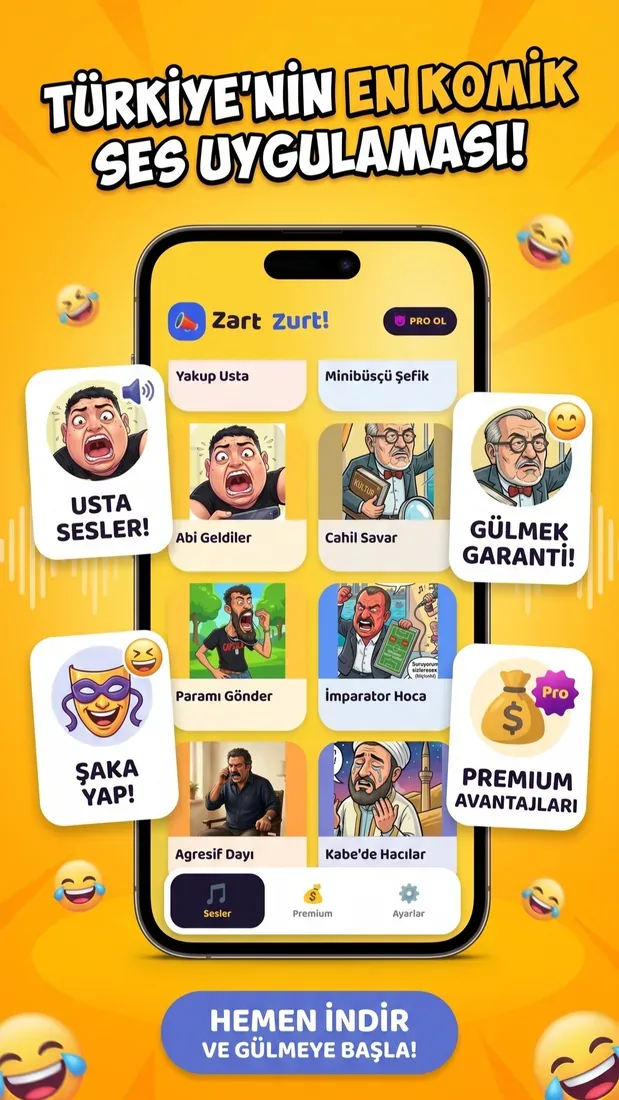 TÜRKİYE'NİN EN KOMİK
SES UYGULAMASI!
Zart Zurt!
PRO OL
Yakup Usta
Minibüsçü Şefik
USTA
SESLER!
KÜLTÜR
GÜLMEK
GARANTİ!
Abi Geldiler
Cahil Savar
Paramı Gönder
İmparator Hoca
ŞAKA
YAP!
$
Pro
PREMIUM
AVANTAJLARI
Agresif Dayı
Kabe'de Hacılar
Sesler
Premium
Ayarlar
HEMEN İNDİR
VE GÜLMEYE BAŞLA!